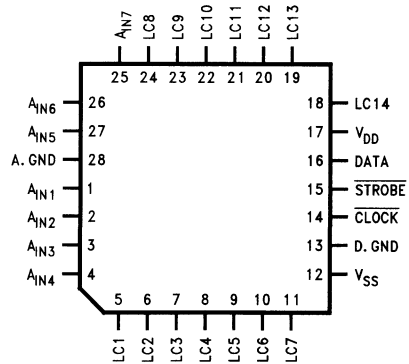 AIN7 LC8 LC9 LC10 LC11 LC12 LC13
25 24 23 22 21 20 19
AIN6 26 18 LC14
AIN5 27 17 VDD
A.GND 28 16 DATA
AIN1 1 15 STROBE
AIN2 2 14 CLOCK
AIN3 3 13 D.GND
AIN4 4 12 VSS
5 6 7 8 9 10 11
LC1 LC2 LC3 LC4 LC5 LC6 LC7